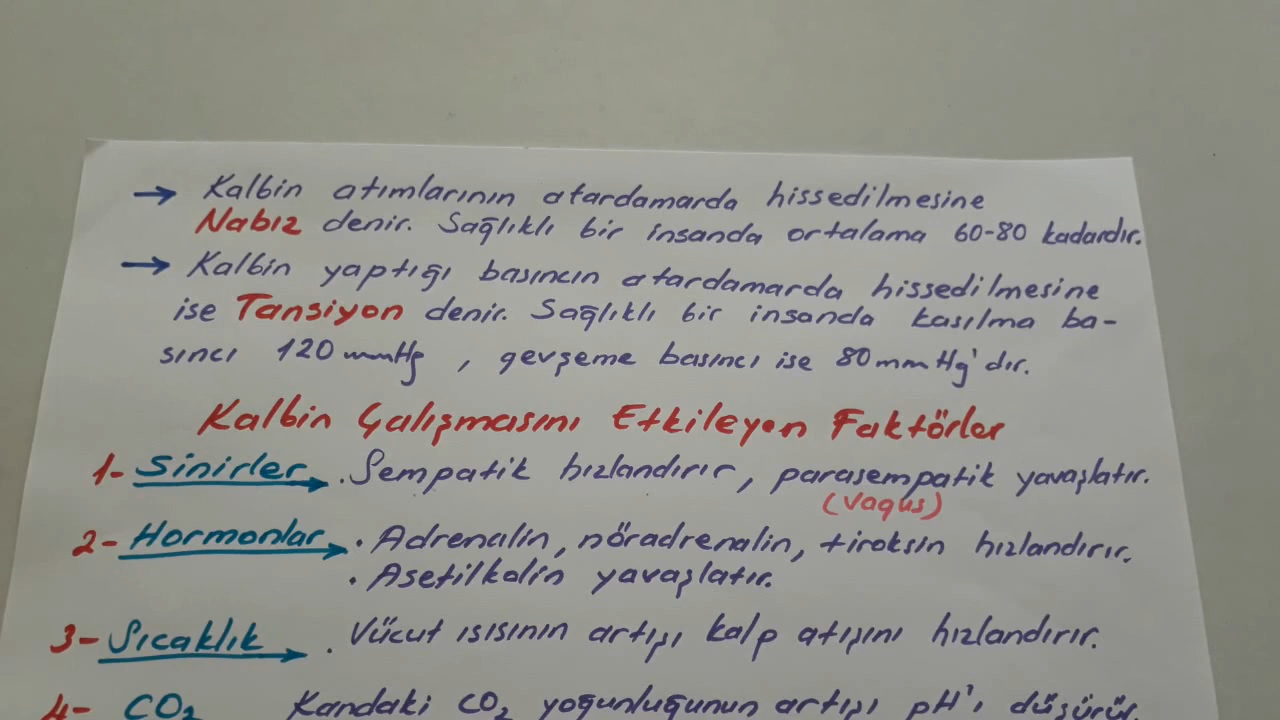 → Kalbin atımlarının atardamarda hissedilmesine
Nabız denir. Sağlıklı bir insanda ortalama 60-80 kadardır.
→ Kalbin yaptığı basıncın atardamarda hissedilmesine
ise Tansiyon denir. Sağlıklı bir insanda kasılma ba-
sıncı 120 mmHg, gevşeme basıncı ise 80 mmHg'dır.
Kalbin Çalışmasını Etkileyen Faktörler
1- Sinirler → . Sempatik hızlandırır, parasempatik yavaşlatır.
(Vagus)
2- Hormonlar → • Adrenalin, nöradrenalin, tiroksin hızlandırır.
• Asetilkolin yavaşlatır.
3- Sıcaklık → . Vücut ısısının artışı kalp atışını hızlandırır.
4- CO₂ Kandaki CO₂ yoğunluğunun artışı pH'ı düşürür.